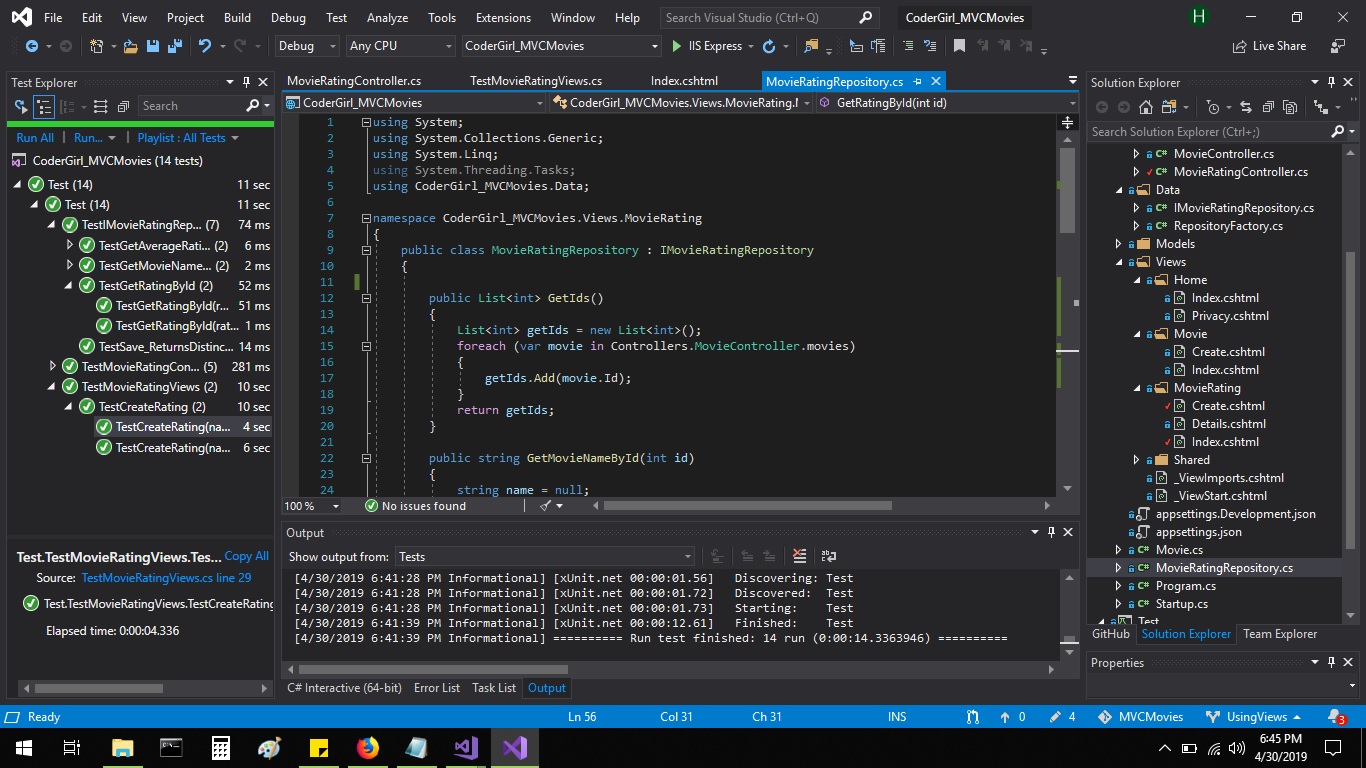 File Edit View Project Build Debug Test Analyze Tools Extensions Window Help Search Visual Studio (Ctrl+Q) CoderGirl_MVCMovies H
Debug Any CPU CoderGirl_MVCMovies IIS Express Live Share
Test Explorer
Search
Run All | Run... | Playlist : All Tests
CoderGirl_MVCMovies (14 tests)
Test (14) 11 sec
Test (14) 11 sec
TestIMovieRatingRep... (7) 74 ms
TestGetAverageRati... (2) 6 ms
TestGetMovieName... (2) 2 ms
TestGetRatingById (2) 52 ms
TestGetRatingById(r... 51 ms
TestGetRatingById(rat... 1 ms
TestSave_ReturnsDistinc... 14 ms
TestMovieRatingCon... (5) 281 ms
TestMovieRatingViews (2) 10 sec
TestCreateRating (2) 10 sec
TestCreateRating(na... 4 sec
TestCreateRating(na... 6 sec
Test.TestMovieRatingViews.Tes... Copy All
Source: TestMovieRatingViews.cs line 29
Test.TestMovieRatingViews.TestCreateRating
Elapsed time: 0:00:04.336
MovieRatingController.cs TestMovieRatingViews.cs Index.cshtml MovieRatingRepository.cs
CoderGirl_MVCMovies CoderGirl_MVCMovies.Views.MovieRating.M GetRatingById(int id)
1 using System;
2 using System.Collections.Generic;
3 using System.Linq;
4 using System.Threading.Tasks;
5 using CoderGirl_MVCMovies.Data;
6
7 namespace CoderGirl_MVCMovies.Views.MovieRating
8 {
9 public class MovieRatingRepository : IMovieRatingRepository
10 {
11
12 public List<int> GetIds()
13 {
14 List<int> getIds = new List<int>();
15 foreach (var movie in Controllers.MovieController.movies)
16 {
17 getIds.Add(movie.Id);
18 }
19 return getIds;
20 }
21
22 public string GetMovieNameById(int id)
23 {
24 string name = null;
100 % No issues found
Output
Show output from: Tests
[4/30/2019 6:41:28 PM Informational] [xUnit.net 00:00:01.56] Discovering: Test
[4/30/2019 6:41:28 PM Informational] [xUnit.net 00:00:01.72] Discovered: Test
[4/30/2019 6:41:28 PM Informational] [xUnit.net 00:00:01.73] Starting: Test
[4/30/2019 6:41:39 PM Informational] [xUnit.net 00:00:12.61] Finished: Test
[4/30/2019 6:41:39 PM Informational] ========== Run test finished: 14 run (0:00:14.3363946) ==========
C# Interactive (64-bit) Error List Task List Output
Solution Explorer
Search Solution Explorer (Ctrl+;)
C# MovieController.cs
C# MovieRatingController.cs
Data
C# IMovieRatingRepository.cs
C# RepositoryFactory.cs
Models
Views
Home
Index.cshtml
Privacy.cshtml
Movie
Create.cshtml
Index.cshtml
MovieRating
Create.cshtml
Details.cshtml
Index.cshtml
Shared
_ViewImports.cshtml
_ViewStart.cshtml
appsettings.Development.json
appsettings.json
C# Movie.cs
C# MovieRatingRepository.cs
C# Program.cs
C# Startup.cs
Test
GitHub Solution Explorer Team Explorer
Properties
Ready Ln 56 Col 31 Ch 31 INS 0 4 MVCMovies UsingViews 3
6:45 PM
4/30/2019